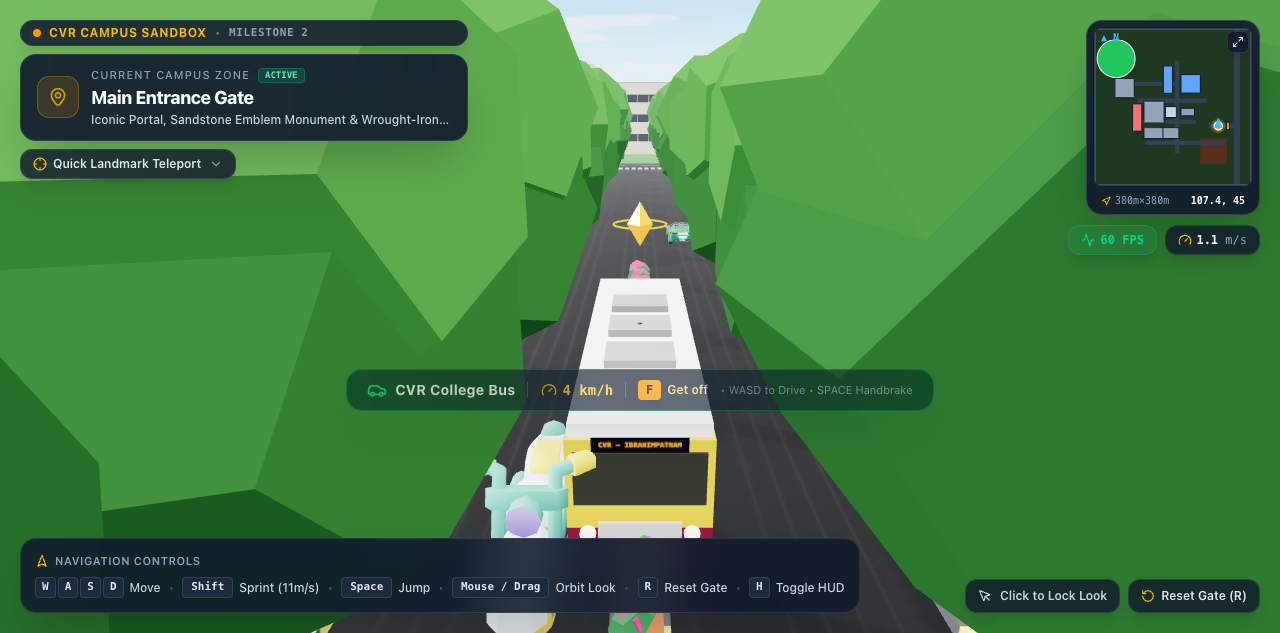 CVR CAMPUS SANDBOX • MILESTONE 2
CURRENT CAMPUS ZONE ACTIVE
Main Entrance Gate
Iconic Portal, Sandstone Emblem Monument & Wrought-Iron...
Quick Landmark Teleport
N
380m×380m 107.4, 45
60 FPS 1.1 m/s
CVR College Bus 4 km/h F Get off • WASD to Drive • SPACE Handbrake
CVR – IBRAHIMPATNAM
NAVIGATION CONTROLS
W A S D Move • Shift Sprint (11m/s) • Space Jump • Mouse / Drag Orbit Look • R Reset Gate • H Toggle HUD
Click to Lock Look Reset Gate (R)